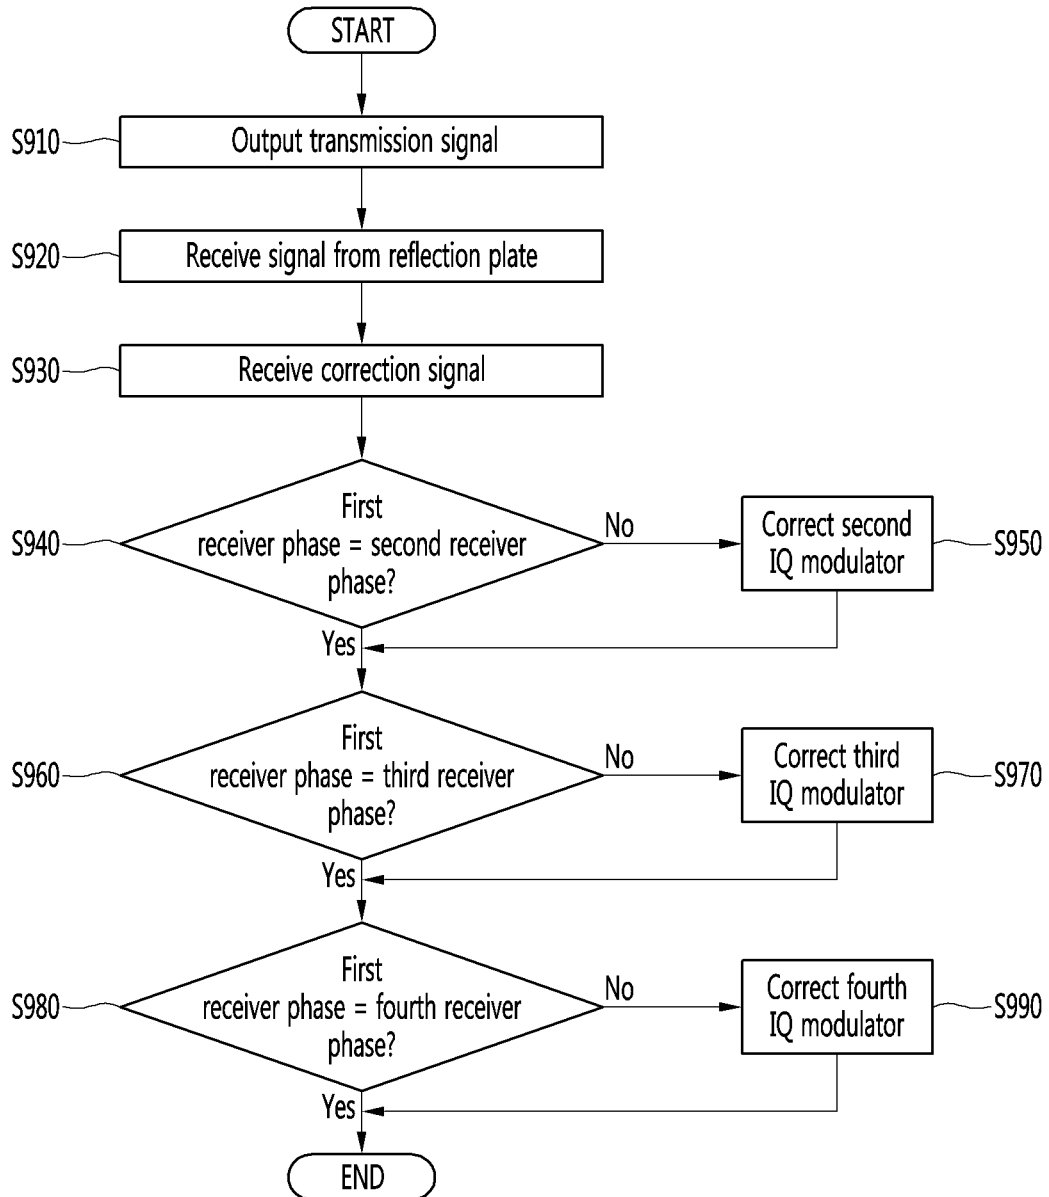 START
S910
Output transmission signal
S920
Receive signal from reflection plate
S930
Receive correction signal
S940
First
receiver phase = second receiver
phase?
No
Correct second
IQ modulator
S950
Yes
S960
First
receiver phase = third receiver
phase?
No
Correct third
IQ modulator
S970
Yes
S980
First
receiver phase = fourth receiver
phase?
No
Correct fourth
IQ modulator
S990
Yes
END